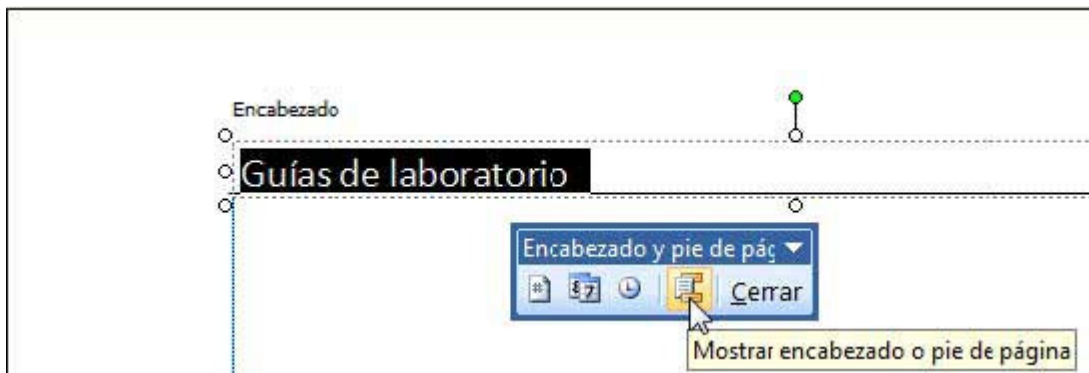 Encabezado
Guías de laboratorio
Encabezado y pie de pág
Cerrar
Mostrar encabezado o pie de página